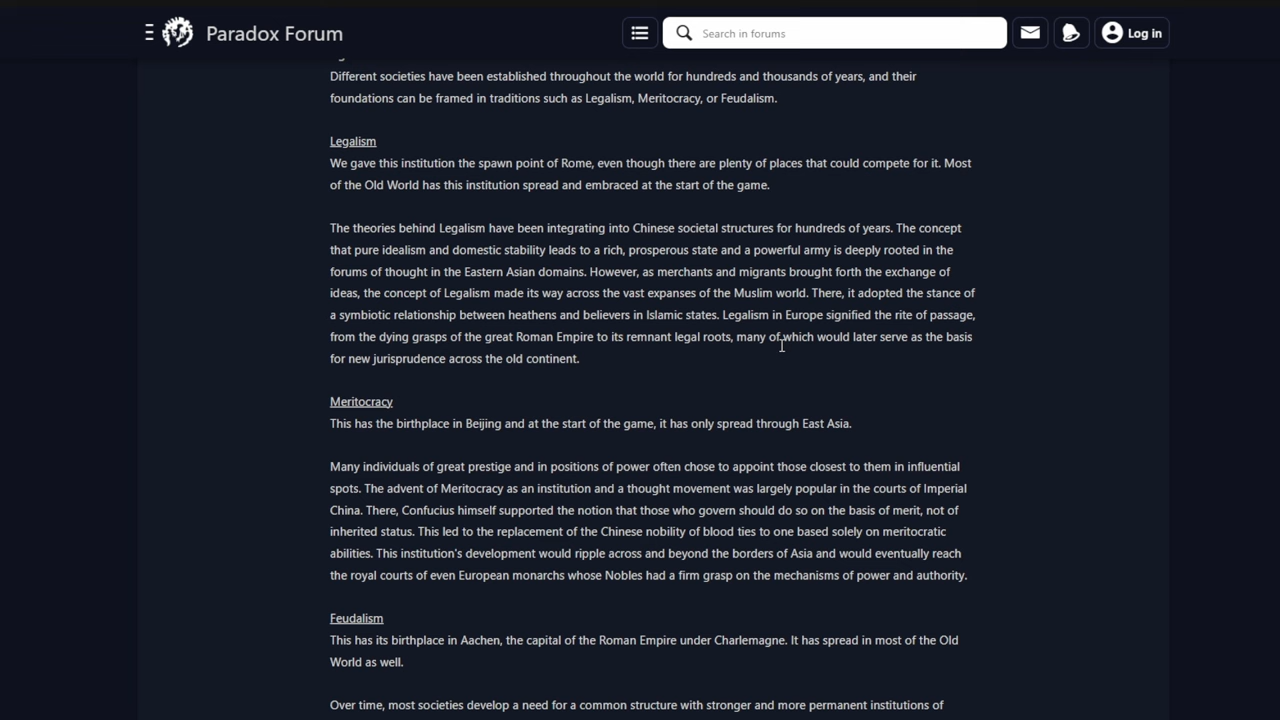 Paradox Forum
Search in forums
Log in
Different societies have been established throughout the world for hundreds and thousands of years, and their
foundations can be framed in traditions such as Legalism, Meritocracy, or Feudalism.
Legalism
We gave this institution the spawn point of Rome, even though there are plenty of places that could compete for it. Most
of the Old World has this institution spread and embraced at the start of the game.
The theories behind Legalism have been integrating into Chinese societal structures for hundreds of years. The concept
that pure idealism and domestic stability leads to a rich, prosperous state and a powerful army is deeply rooted in the
forums of thought in the Eastern Asian domains. However, as merchants and migrants brought forth the exchange of
ideas, the concept of Legalism made its way across the vast expanses of the Muslim world. There, it adopted the stance of
a symbiotic relationship between heathens and believers in Islamic states. Legalism in Europe signified the rite of passage,
from the dying grasps of the great Roman Empire to its remnant legal roots, many of which would later serve as the basis
for new jurisprudence across the old continent.
Meritocracy
This has the birthplace in Beijing and at the start of the game, it has only spread through East Asia.
Many individuals of great prestige and in positions of power often chose to appoint those closest to them in influential
spots. The advent of Meritocracy as an institution and a thought movement was largely popular in the courts of Imperial
China. There, Confucius himself supported the notion that those who govern should do so on the basis of merit, not of
inherited status. This led to the replacement of the Chinese nobility of blood ties to one based solely on meritocratic
abilities. This institution's development would ripple across and beyond the borders of Asia and would eventually reach
the royal courts of even European monarchs whose Nobles had a firm grasp on the mechanisms of power and authority.
Feudalism
This has its birthplace in Aachen, the capital of the Roman Empire under Charlemagne. It has spread in most of the Old
World as well.
Over time, most societies develop a need for a common structure with stronger and more permanent institutions of